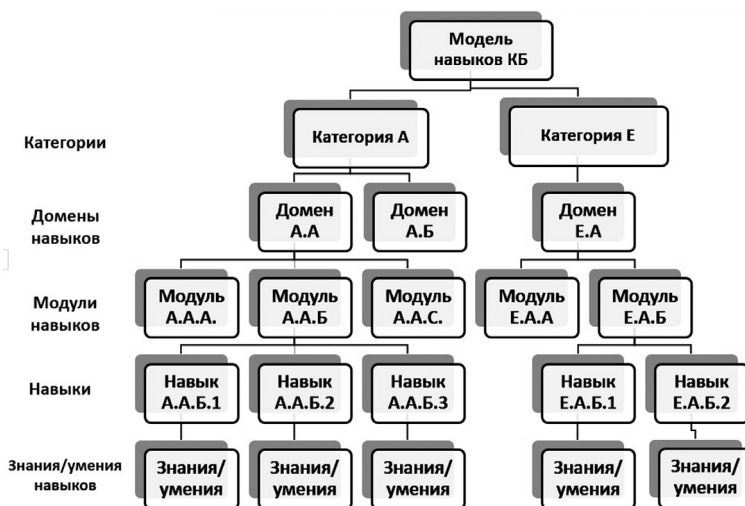 Модель
навыков КБ
Категории
Категория А
Категория Е
Домены
навыков
Домен
А.А
Домен
А.Б
Домен
Е.А
Модули
навыков
Модуль
А.А.А.
Модуль
А.А.Б
Модуль
А.А.С.
Модуль
Е.А.А
Модуль
Е.А.Б
Навыки
Навык
А.А.Б.1
Навык
А.А.Б.2
Навык
А.А.Б.3
Навык
Е.А.Б.1
Навык
Е.А.Б.2
Знания/умения
навыков
Знания/
умения
Знания/
умения
Знания/
умения
Знания/
умения
Знания/
умения